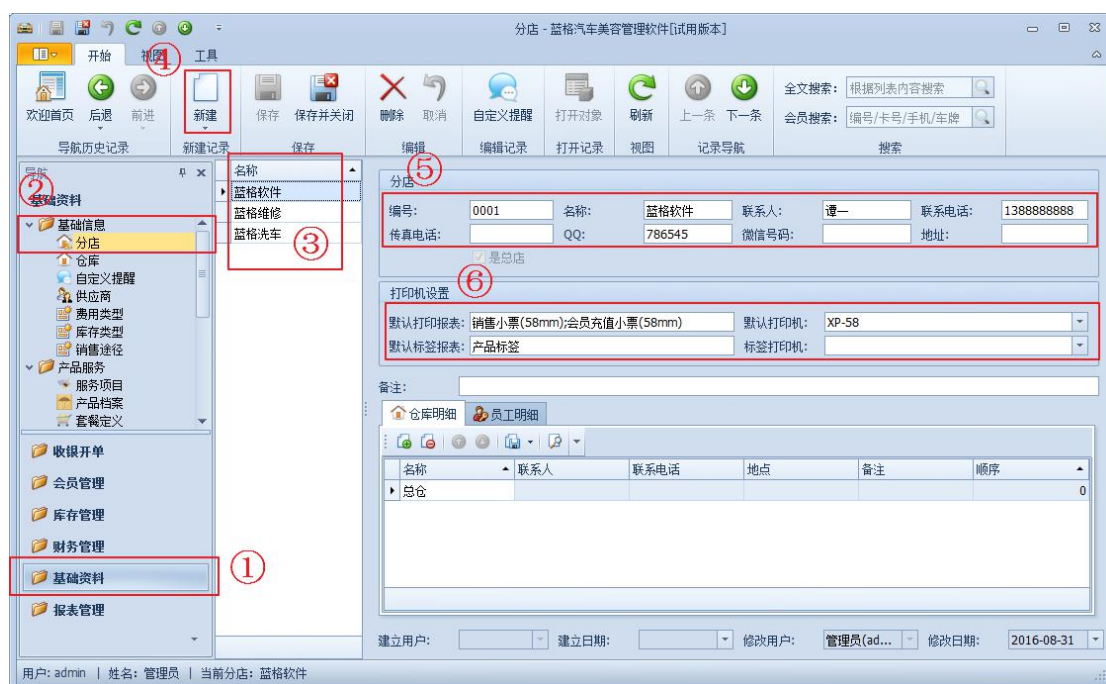 分店 - 蓝格汽车美容管理软件[试用版本]
开始 视图 工具
④
欢迎首页 后退 前进 新建 保存 保存并关闭 删除 取消 自定义提醒 打开对象 刷新 上一条 下一条
全文搜索: 根据列表内容搜索
会员搜索: 编号/卡号/手机/车牌
导航历史记录 新建记录 保存 编辑 编辑记录 打开记录 视图 记录导航 搜索
导航
②
基础资料
基础信息
分店
仓库
自定义提醒
供应商
费用类型
库存类型
销售途径
产品服务
服务项目
产品档案
套餐定义
收银开单
会员管理
库存管理
财务管理
基础资料
①
报表管理
名称
蓝格软件
蓝格维修
蓝格洗车
③
⑤
分店
编号: 0001 名称: 蓝格软件 联系人: 谭一 联系电话: 1388888888
传真电话: QQ: 786545 微信号码: 地址:
是总店
⑥
打印机设置
默认打印报表: 销售小票(58mm);会员充值小票(58mm) 默认打印机: XP-58
默认标签报表: 产品标签 标签打印机:
备注:
仓库明细 员工明细
名称 联系人 联系电话 地点 备注 顺序
总仓 0
建立用户: 建立日期: 修改用户: 管理员(ad... 修改日期: 2016-08-31
用户: admin | 姓名: 管理员 | 当前分店: 蓝格软件